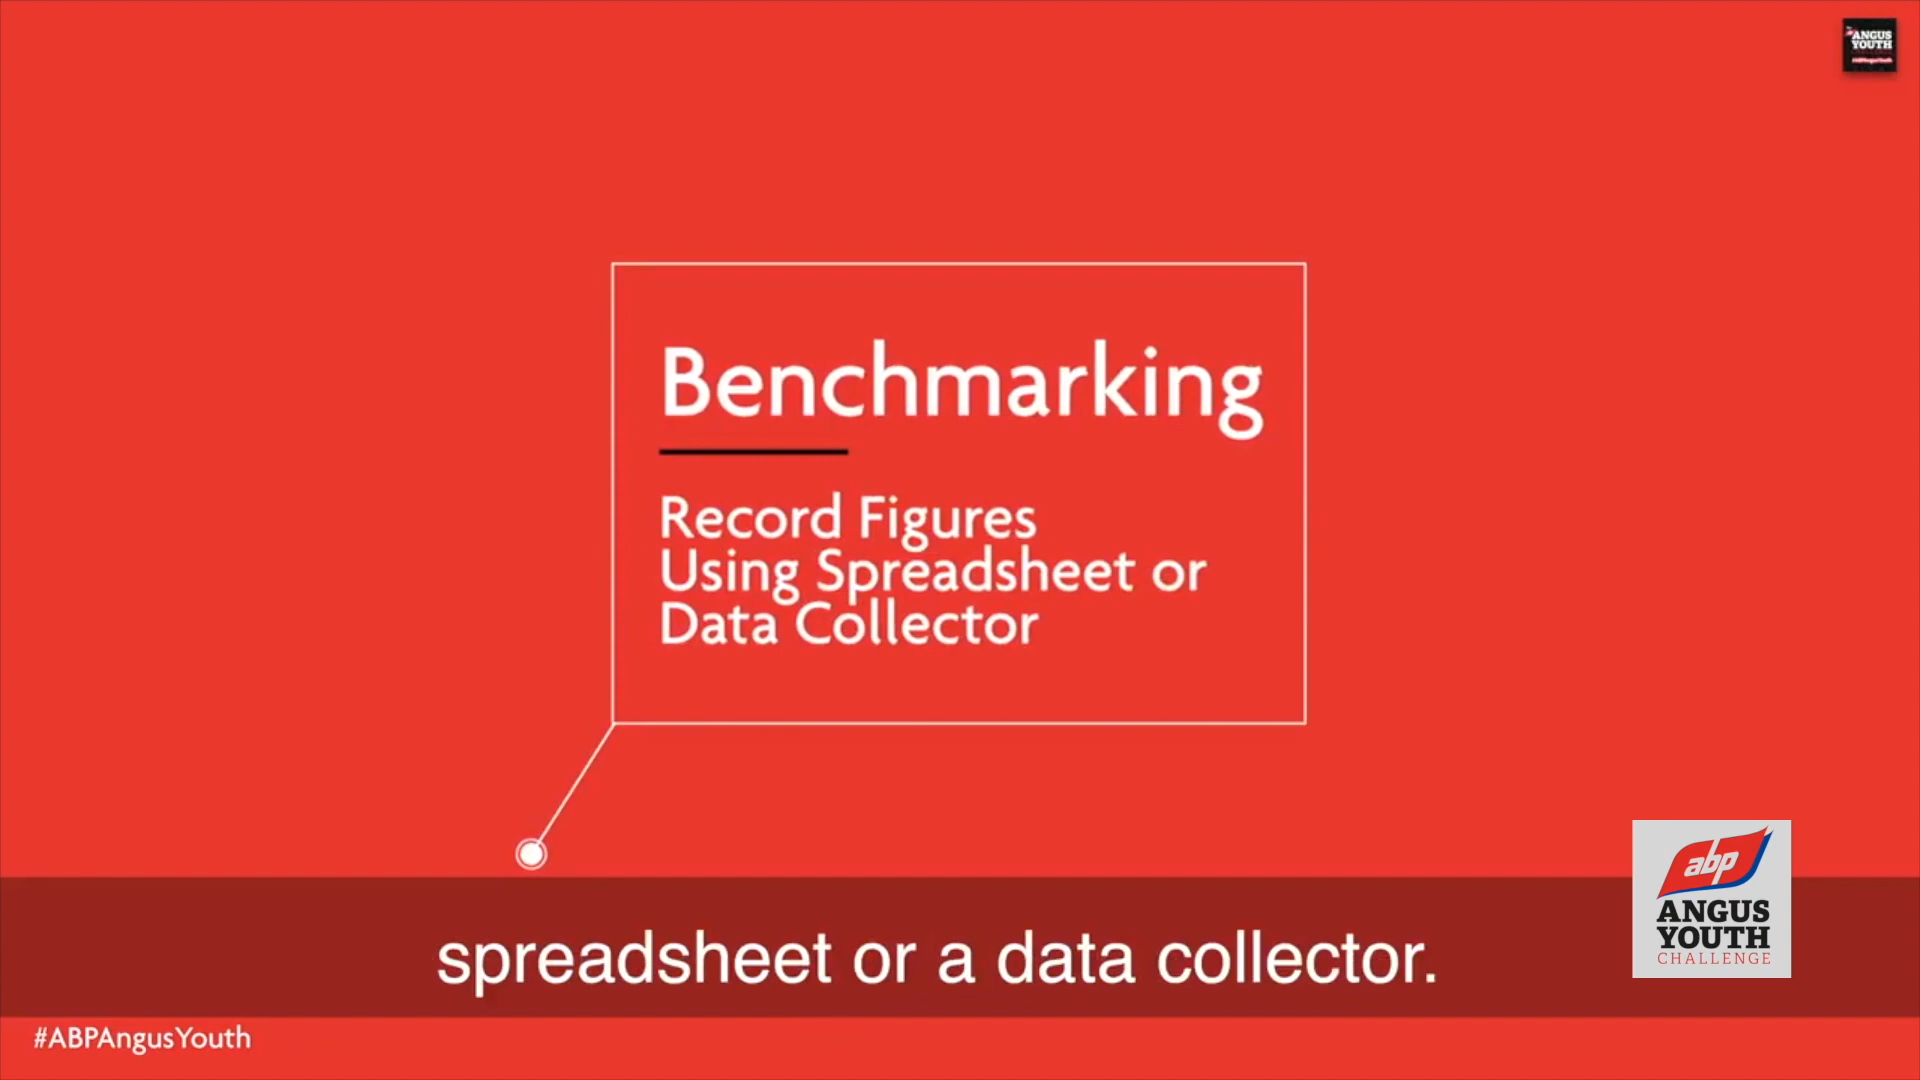 ANGUS
YOUTH
Benchmarking
Record Figures
Using Spreadsheet or
Data Collector
abp
ANGUS
YOUTH
CHALLENGE
spreadsheet or a data collector.
#ABPAngusYouth